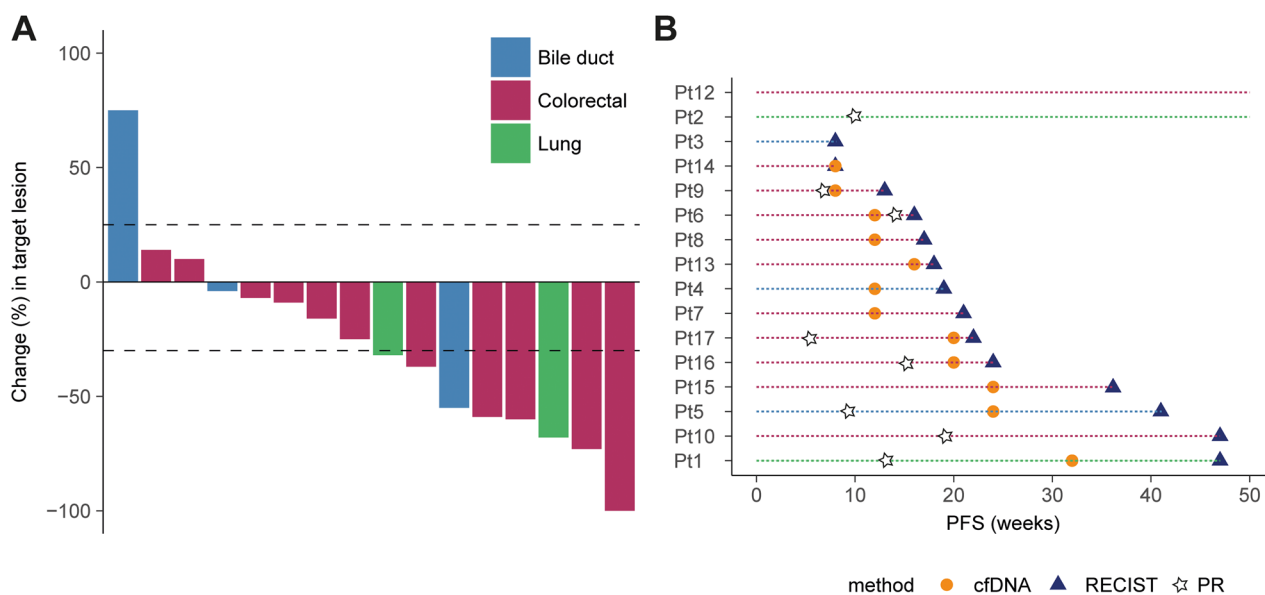 A
Change (%) in target lesion
100
50
0
−50
−100
Bile duct
Colorectal
Lung
B
Pt12
Pt2
Pt3
Pt14
Pt9
Pt6
Pt8
Pt13
Pt4
Pt7
Pt17
Pt16
Pt15
Pt5
Pt10
Pt1
0 10 20 30 40 50
PFS (weeks)
method cfDNA RECIST PR